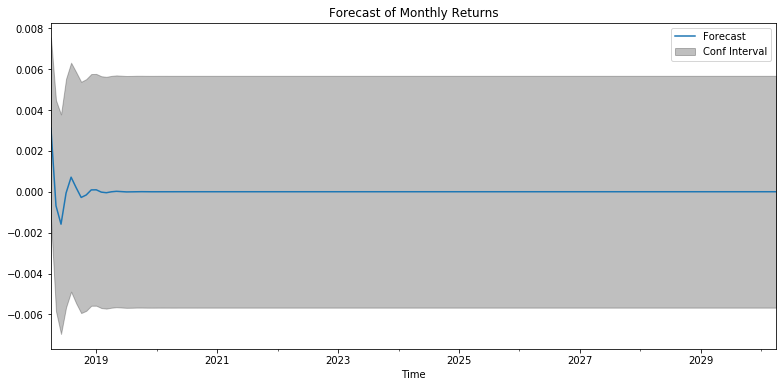 Forecast of Monthly Returns
Forecast
Conf Interval
0.008
0.006
0.004
0.002
0.000
−0.002
−0.004
−0.006
2019 2021 2023 2025 2027 2029
Time